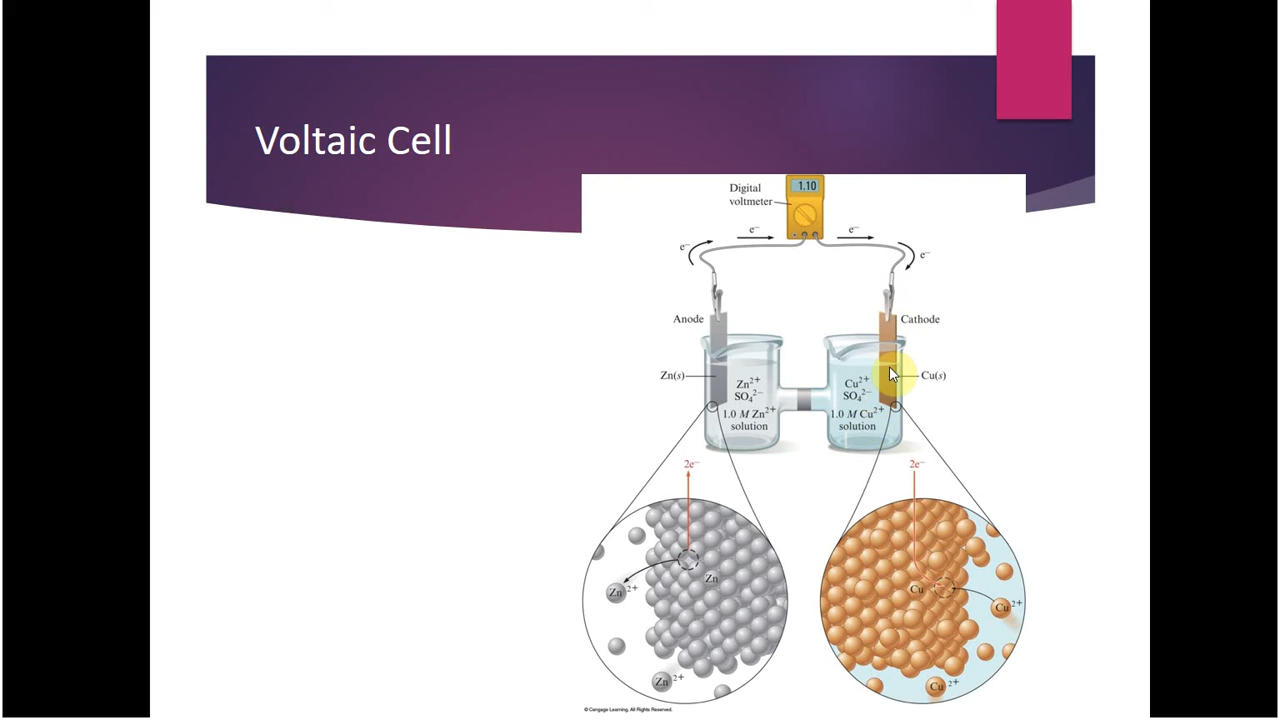 Voltaic Cell
Digital
voltmeter
1.10
e⁻
e⁻
e⁻
e⁻
Anode
Cathode
Zn(s)
Cu(s)
Zn²⁺
SO₄²⁻
1.0 M Zn²⁺
solution
Cu²⁺
SO₄²⁻
1.0 M Cu²⁺
solution
2e⁻
2e⁻
Zn
Zn²⁺
Zn²⁺
Cu
Cu²⁺
Cu²⁺
© Cengage Learning. All Rights Reserved.